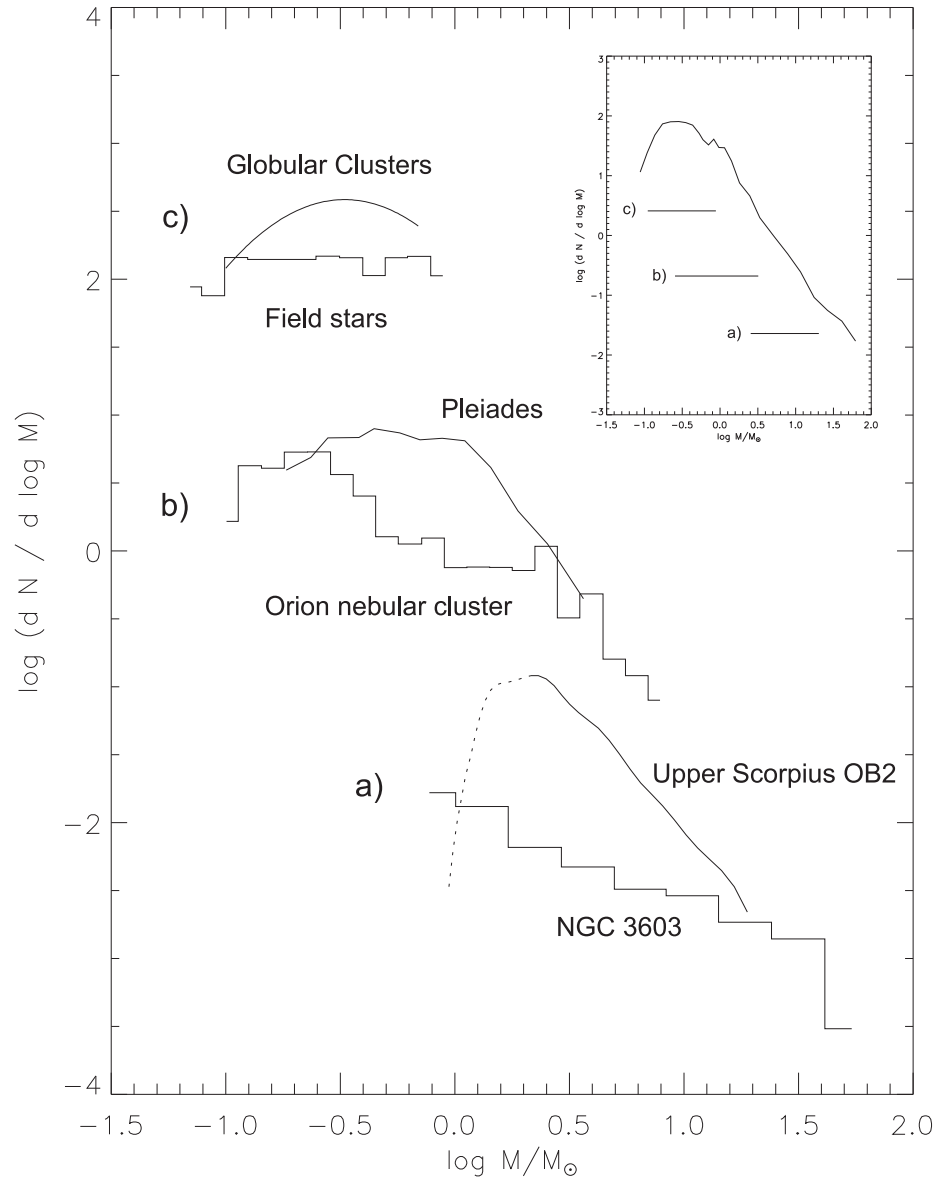 4
2
0
−2
−4
log (d N / d log M)
−1.5 −1.0 −0.5 0.0 0.5 1.0 1.5 2.0
log M/M⊙
Globular Clusters
c)
Field stars
Pleiades
b)
Orion nebular cluster
a)
Upper Scorpius OB2
NGC 3603
3
2
1
0
−1
−2
−3
log (d N / d log M)
c)
b)
a)
−1.5 −1.0 −0.5 0.0 0.5 1.0 1.5 2.0
log M/M⊙